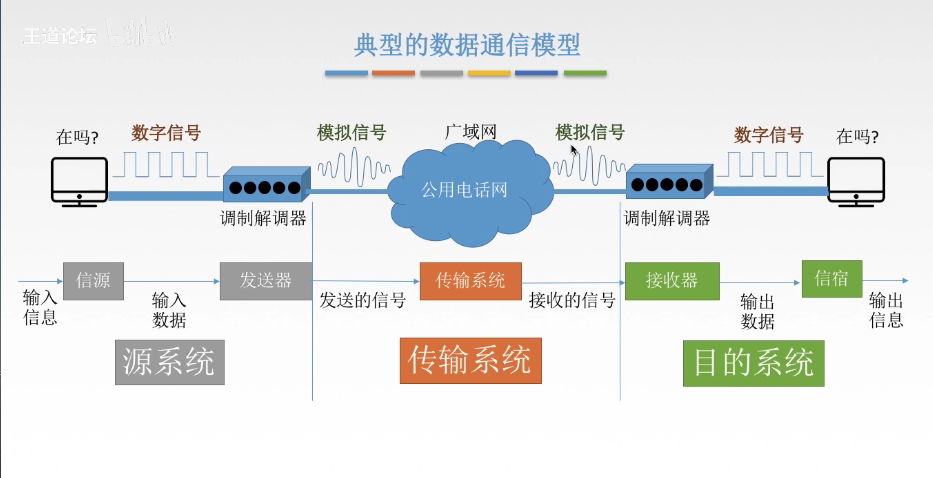 王道论坛
典型的数据通信模型
在吗?
数字信号
模拟信号
广域网
模拟信号
数字信号
在吗?
公用电话网
调制解调器
调制解调器
信源
发送器
传输系统
接收器
信宿
输入
信息
输入
数据
发送的信号
接收的信号
输出
数据
输出
信息
源系统
传输系统
目的系统